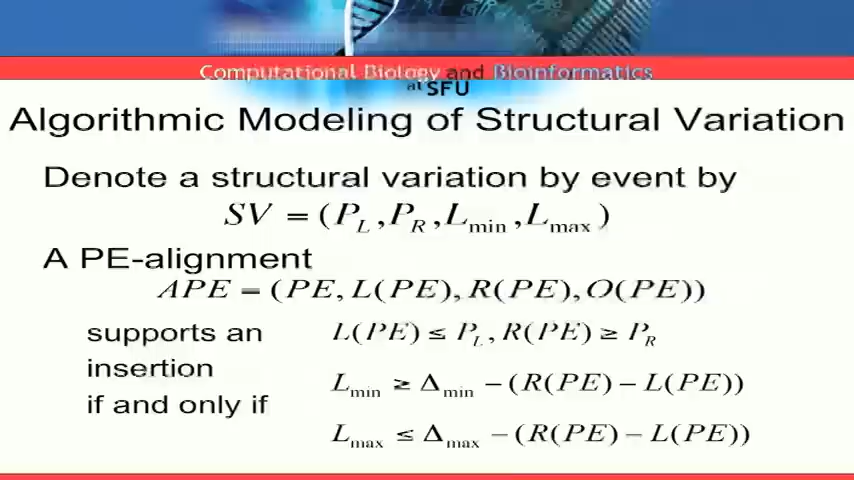 Computational Biology and Bioinformatics
at SFU
Algorithmic Modeling of Structural Variation
Denote a structural variation by event by
SV = (P_L, P_R, L_min, L_max)
A PE-alignment
APE = (PE, L(PE), R(PE), O(PE))
supports an L(PE) ≤ P_L, R(PE) ≥ P_R
insertion L_min ≥ Δ_min − (R(PE) − L(PE))
if and only if L_max ≤ Δ_max − (R(PE) − L(PE))